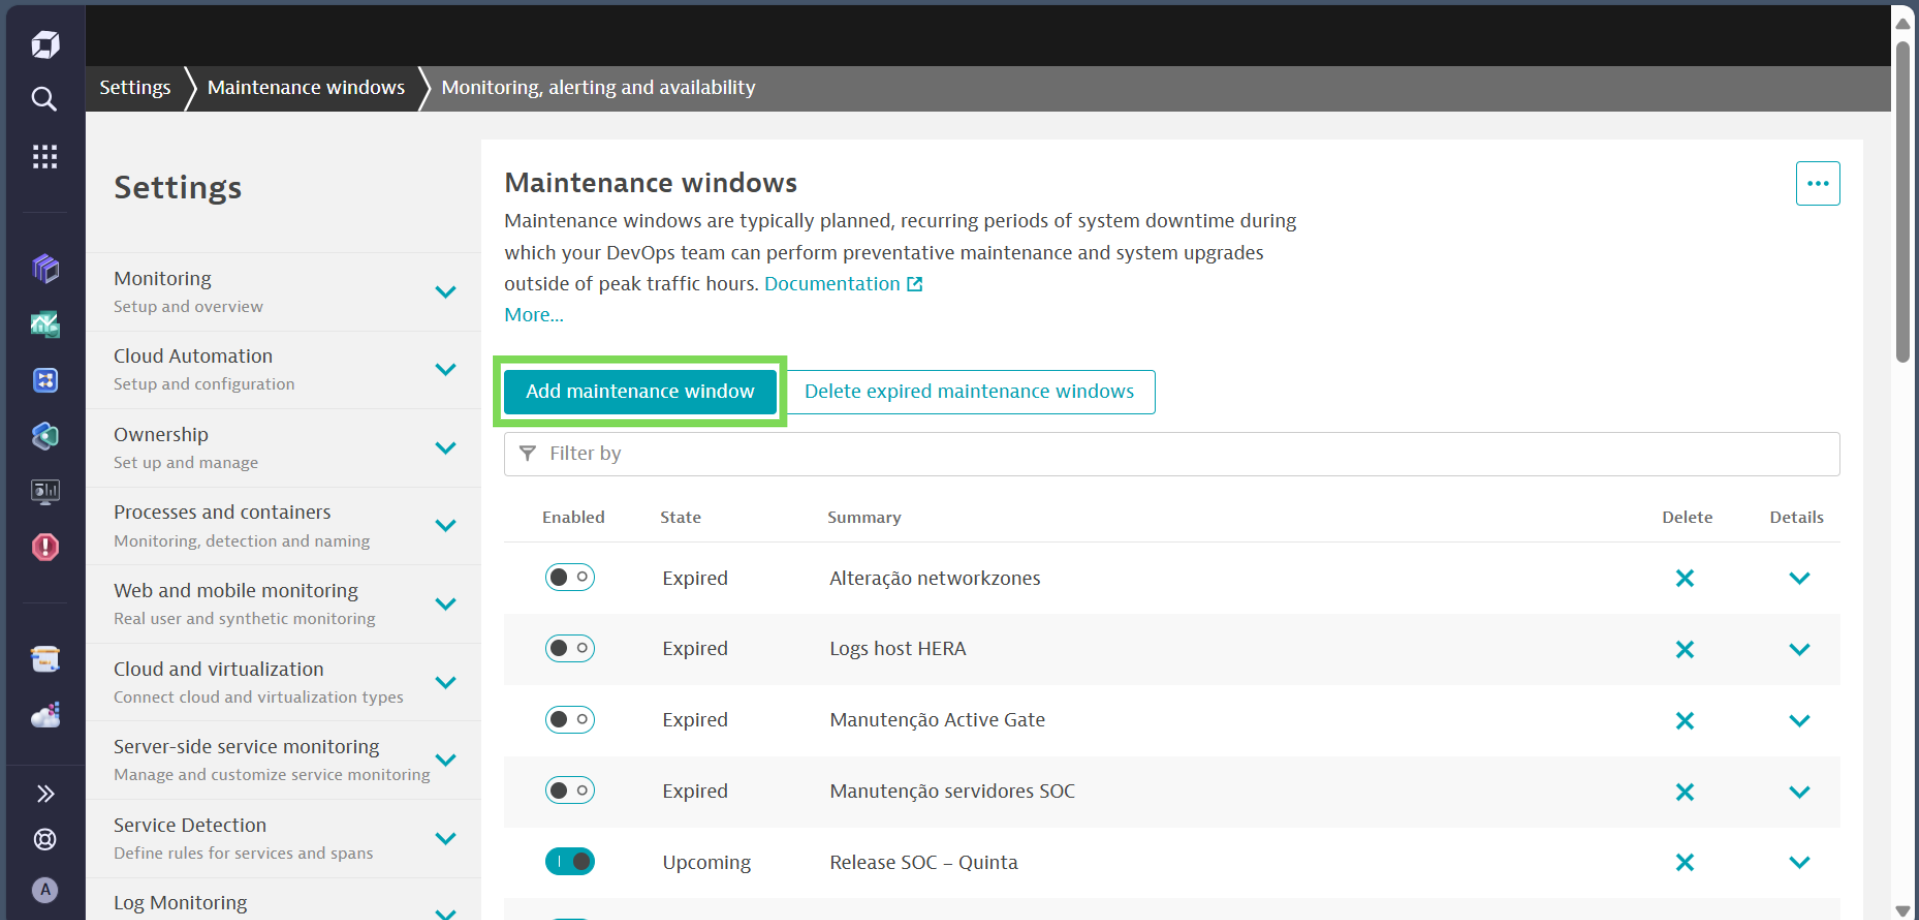 Settings
Maintenance windows
Monitoring, alerting and availability
Settings
Monitoring
Setup and overview
Cloud Automation
Setup and configuration
Ownership
Set up and manage
Processes and containers
Monitoring, detection and naming
Web and mobile monitoring
Real user and synthetic monitoring
Cloud and virtualization
Connect cloud and virtualization types
Server-side service monitoring
Manage and customize service monitoring
Service Detection
Define rules for services and spans
Log Monitoring
A
Maintenance windows
Maintenance windows are typically planned, recurring periods of system downtime during
which your DevOps team can perform preventative maintenance and system upgrades
outside of peak traffic hours. Documentation
More...
Add maintenance window
Delete expired maintenance windows
Filter by
Enabled State Summary Delete Details
Expired Alteração networkzones
Expired Logs host HERA
Expired Manutenção Active Gate
Expired Manutenção servidores SOC
Upcoming Release SOC – Quinta